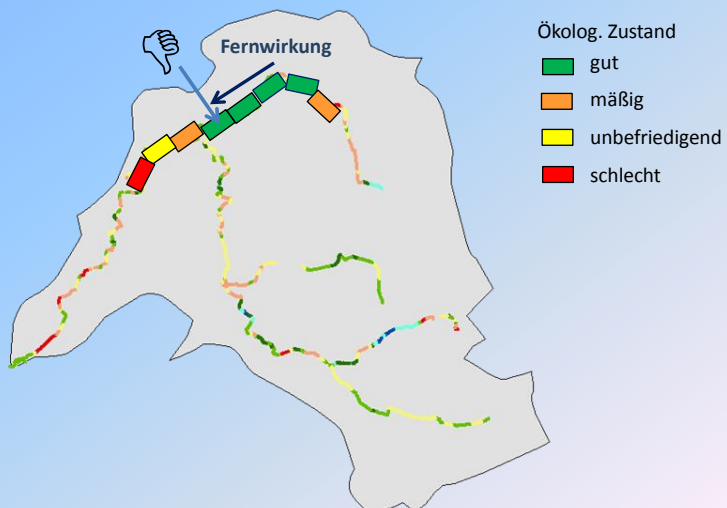 Fernwirkung
Ökolog. Zustand
gut
mäßig
unbefriedigend
schlecht